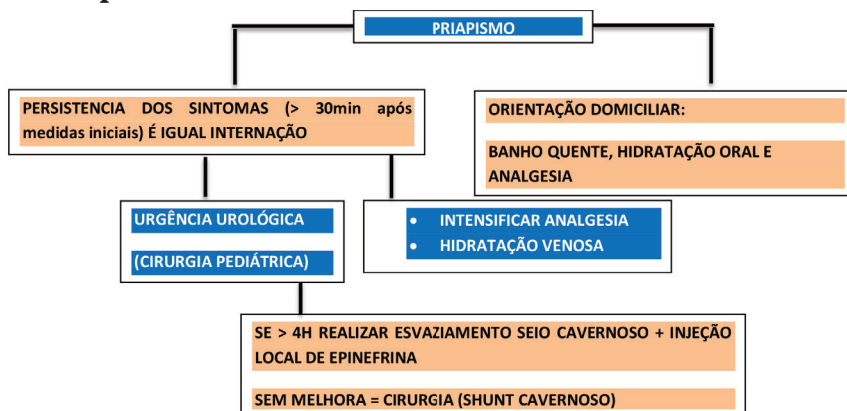 PRIAPISMO
PERSISTENCIA DOS SINTOMAS (> 30min após
medidas iniciais) É IGUAL INTERNAÇÃO
ORIENTAÇÃO DOMICILIAR:
BANHO QUENTE, HIDRATAÇÃO ORAL E
ANALGESIA
URGÊNCIA UROLÓGICA
(CIRURGIA PEDIÁTRICA)
• INTENSIFICAR ANALGESIA
• HIDRATAÇÃO VENOSA
SE > 4H REALIZAR ESVAZIAMENTO SEIO CAVERNOSO + INJEÇÃO
LOCAL DE EPINEFRINA
SEM MELHORA = CIRURGIA (SHUNT CAVERNOSO)